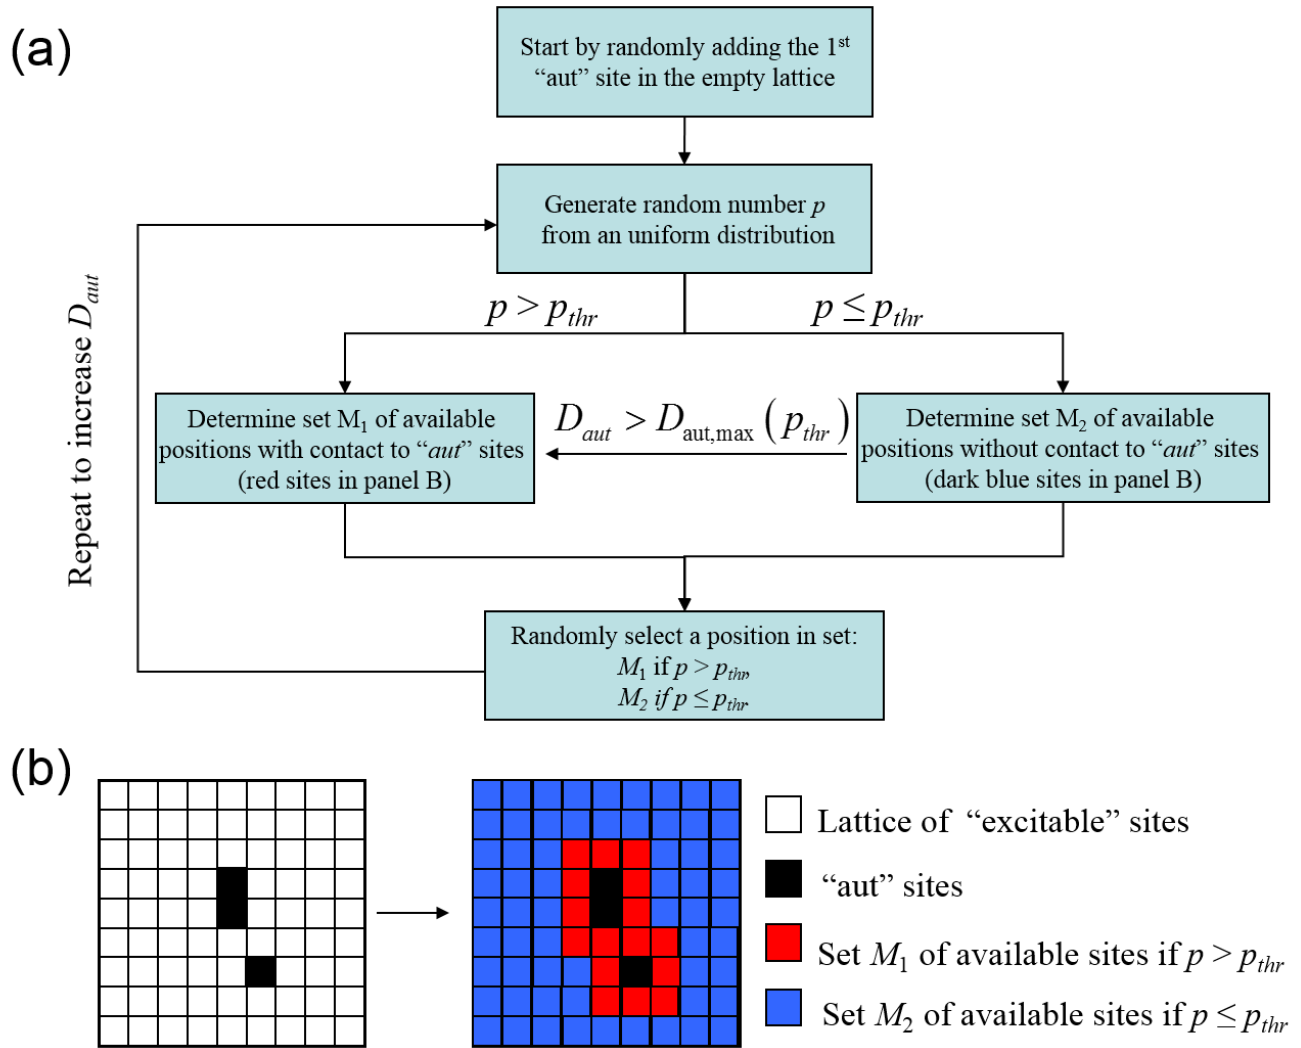 (a)
Start by randomly adding the 1st
“aut” site in the empty lattice
Generate random number p
from an uniform distribution
Repeat to increase Daut
p > pthr
p ≤ pthr
Determine set M1 of available
positions with contact to “aut” sites
(red sites in panel B)
Daut > Daut,max (pthr)
Determine set M2 of available
positions without contact to “aut” sites
(dark blue sites in panel B)
Randomly select a position in set:
M1 if p > pthr,
M2 if p ≤ pthr
(b)
Lattice of “excitable” sites
“aut” sites
Set M1 of available sites if p > pthr
Set M2 of available sites if p ≤ pthr